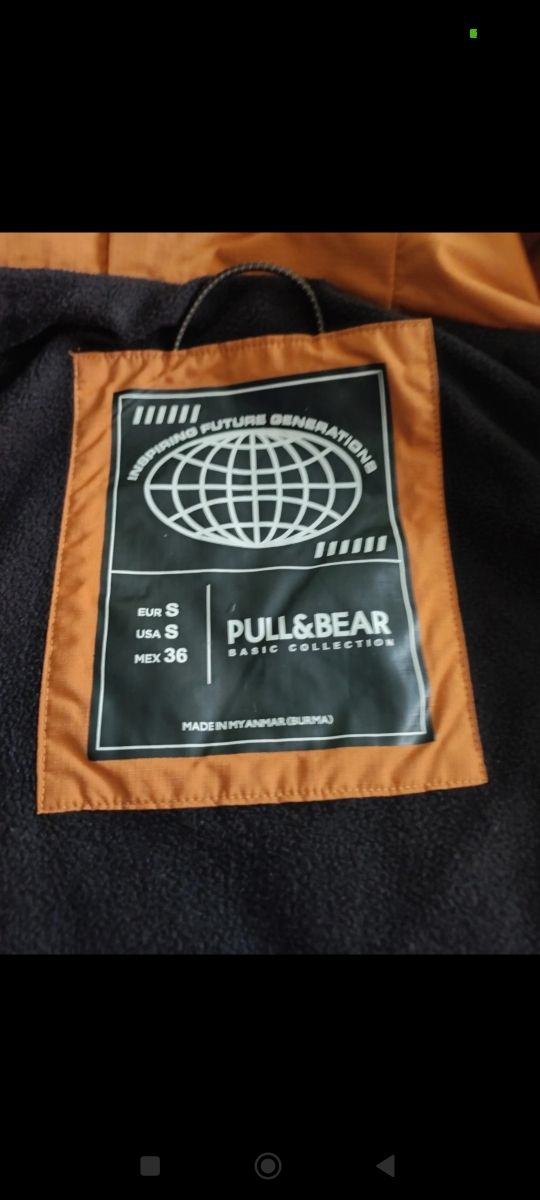 INSPIRING FUTURE GENERATIONS
EUR S
USA S
MEX 36
PULL&BEAR
BASIC COLLECTION
MADE IN MYANMAR (BURMA)